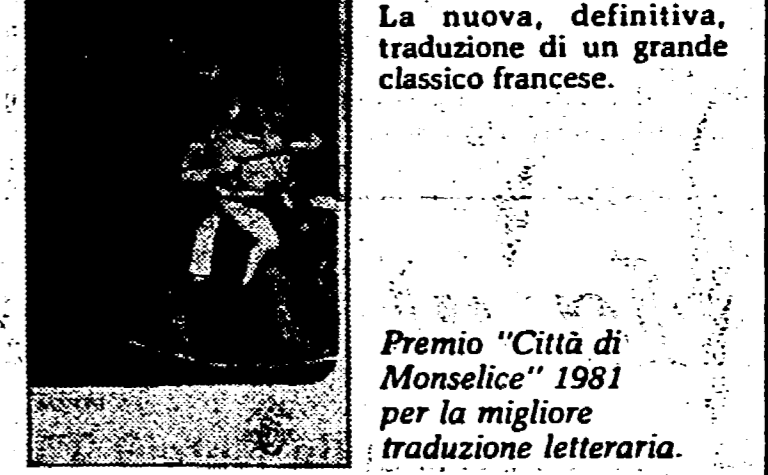 La nuova, definitiva,
traduzione di un grande
classico francese.
Premio "Città di
Monselice" 1981
per la migliore
traduzione letteraria.